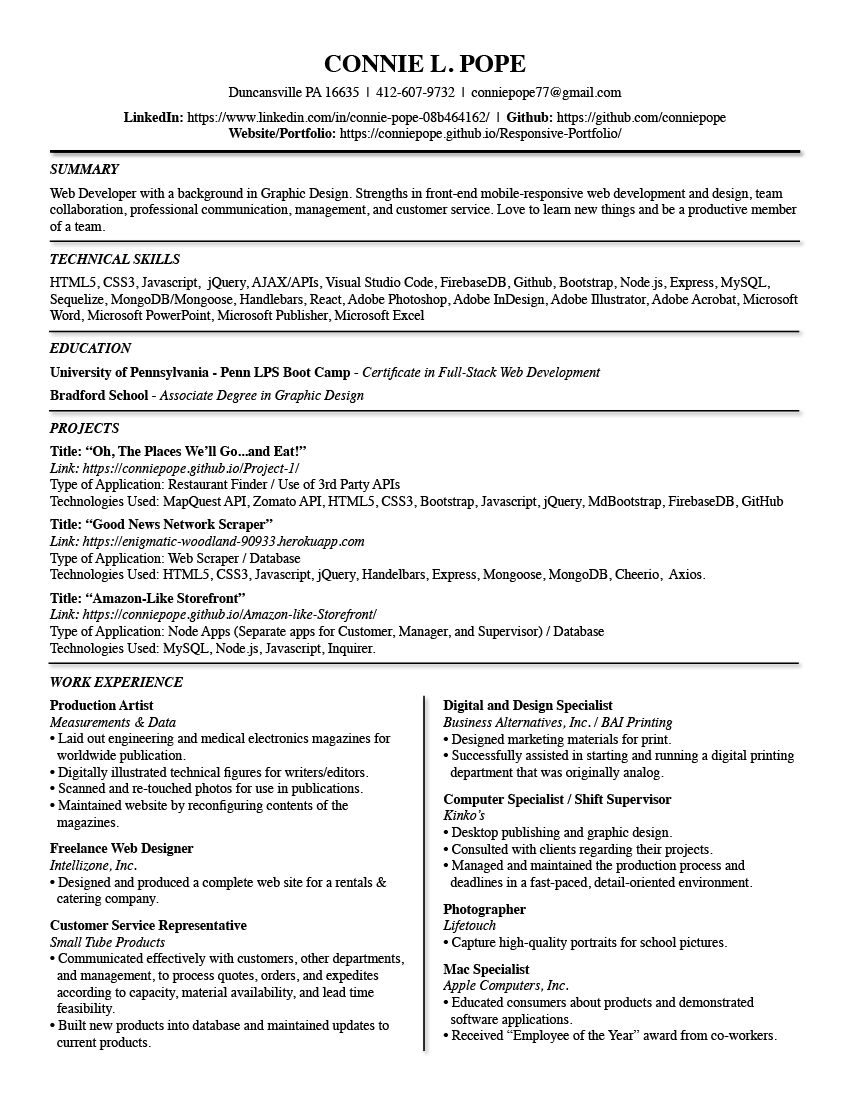 CONNIE L. POPE
Duncansville PA 16635 | 412-607-9732 | conniepope77@gmail.com
LinkedIn: https://www.linkedin.com/in/connie-pope-08b464162/ | Github: https://github.com/conniepope
Website/Portfolio: https://conniepope.github.io/Responsive-Portfolio/
SUMMARY
Web Developer with a background in Graphic Design. Strengths in front-end mobile-responsive web development and design, team
collaboration, professional communication, management, and customer service. Love to learn new things and be a productive member
of a team.
TECHNICAL SKILLS
HTML5, CSS3, Javascript,  jQuery, AJAX/APIs, Visual Studio Code, FirebaseDB, Github, Bootstrap, Node.js, Express, MySQL,
Sequelize, MongoDB/Mongoose, Handlebars, React, Adobe Photoshop, Adobe InDesign, Adobe Illustrator, Adobe Acrobat, Microsoft
Word, Microsoft PowerPoint, Microsoft Publisher, Microsoft Excel
EDUCATION
University of Pennsylvania - Penn LPS Boot Camp - Certificate in Full-Stack Web Development
Bradford School - Associate Degree in Graphic Design
PROJECTS
Title: “Oh, The Places We’ll Go...and Eat!”
Link: https://conniepope.github.io/Project-1/
Type of Application: Restaurant Finder / Use of 3rd Party APIs
Technologies Used: MapQuest API, Zomato API, HTML5, CSS3, Bootstrap, Javascript, jQuery, MdBootstrap, FirebaseDB, GitHub
Title: “Good News Network Scraper”
Link: https://enigmatic-woodland-90933.herokuapp.com
Type of Application: Web Scraper / Database
Technologies Used: HTML5, CSS3, Javascript, jQuery, Handelbars, Express, Mongoose, MongoDB, Cheerio,  Axios.
Title: “Amazon-Like Storefront”
Link: https://conniepope.github.io/Amazon-like-Storefront/
Type of Application: Node Apps (Separate apps for Customer, Manager, and Supervisor) / Database
Technologies Used: MySQL, Node.js, Javascript, Inquirer.
WORK EXPERIENCE
Production Artist
Measurements & Data
• Laid out engineering and medical electronics magazines for
worldwide publication.
• Digitally illustrated technical figures for writers/editors.
• Scanned and re-touched photos for use in publications.
• Maintained website by reconfiguring contents of the
magazines.
Freelance Web Designer
Intellizone, Inc.
• Designed and produced a complete web site for a rentals &
catering company.
Customer Service Representative
Small Tube Products
• Communicated effectively with customers, other departments,
and management, to process quotes, orders, and expedites
according to capacity, material availability, and lead time
feasibility.
• Built new products into database and maintained updates to
current products.
Digital and Design Specialist
Business Alternatives, Inc. / BAI Printing
• Designed marketing materials for print.
• Successfully assisted in starting and running a digital printing
department that was originally analog.
Computer Specialist / Shift Supervisor
Kinko’s
• Desktop publishing and graphic design.
• Consulted with clients regarding their projects.
• Managed and maintained the production process and
deadlines in a fast-paced, detail-oriented environment.
Photographer
Lifetouch
• Capture high-quality portraits for school pictures.
Mac Specialist
Apple Computers, Inc.
• Educated consumers about products and demonstrated
software applications.
• Received “Employee of the Year” award from co-workers.